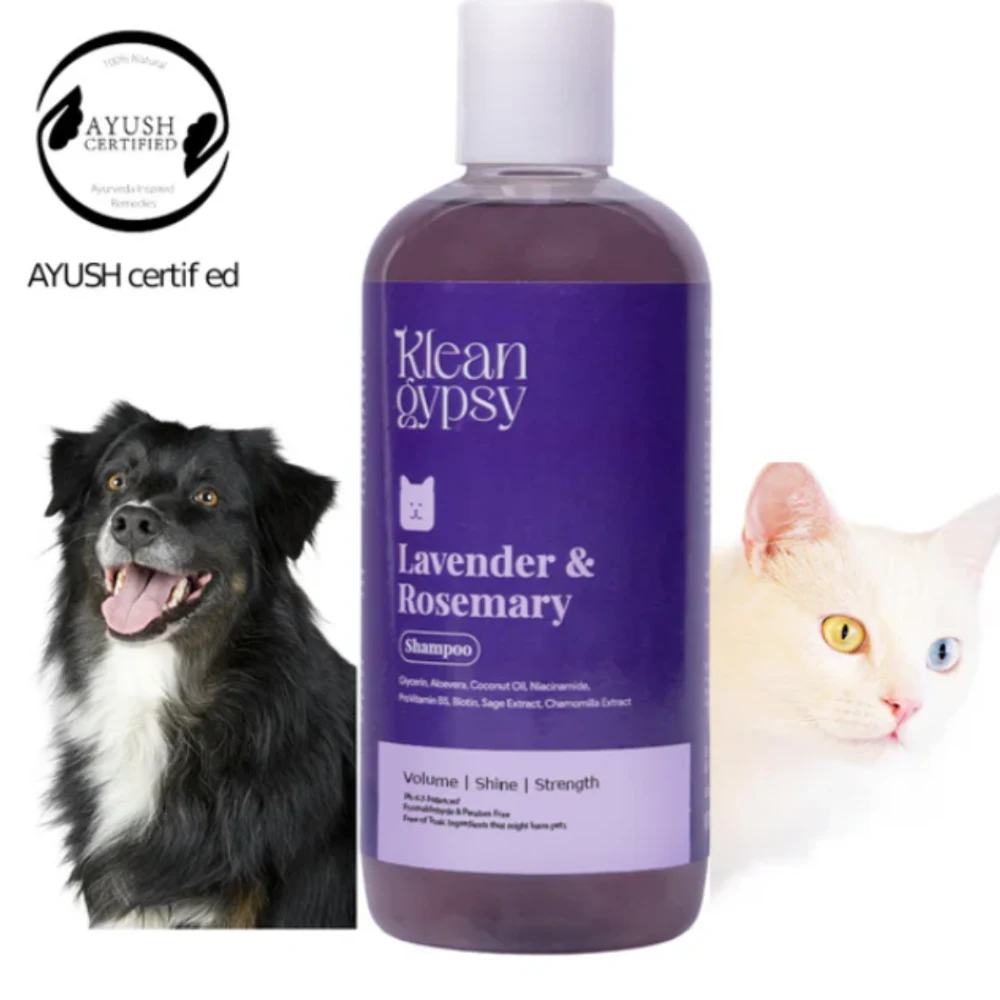 100% Natural
AYUSH
CERTIFIED
Ayurveda Inspired
Remedies
AYUSH certif ed
Klean
gypsy
Lavender &
Rosemary
Shampoo
Glycerin, Aloevera, Coconut Oil, Niacinamide,
ProVitamin B5, Biotin, Sage Extract, Chamomilla Extract
Volume | Shine | Strength
Formaldehyde & Paraben Free
Free of Toxic Ingredients that might harm pets